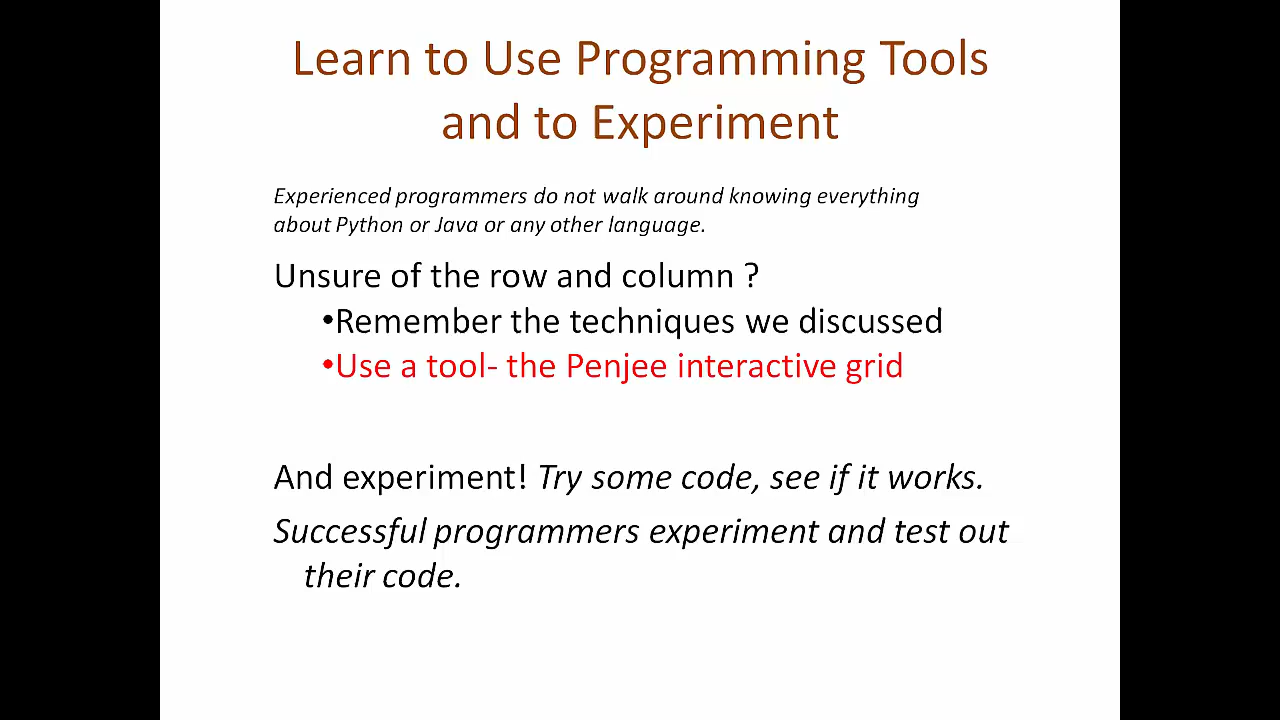 Learn to Use Programming Tools
and to Experiment
Experienced programmers do not walk around knowing everything
about Python or Java or any other language.
Unsure of the row and column ?
•Remember the techniques we discussed
•Use a tool- the Penjee interactive grid
And experiment! Try some code, see if it works.
Successful programmers experiment and test out
their code.